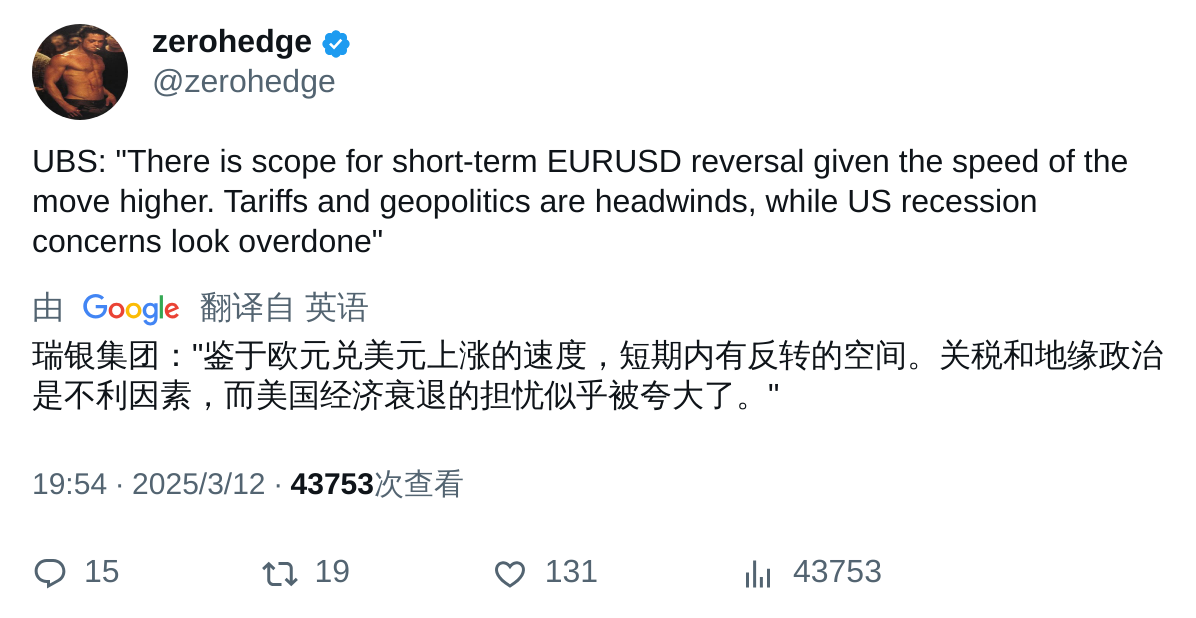 zerohedge
@zerohedge
UBS: "There is scope for short-term EURUSD reversal given the speed of the
move higher. Tariffs and geopolitics are headwinds, while US recession
concerns look overdone"
由 Google 翻译自 英语
瑞银集团："鉴于欧元兑美元上涨的速度，短期内有反转的空间。关税和地缘政治
是不利因素，而美国经济衰退的担忧似乎被夸大了。"
19:54 · 2025/3/12 · 43753次查看
15 19 131 43753